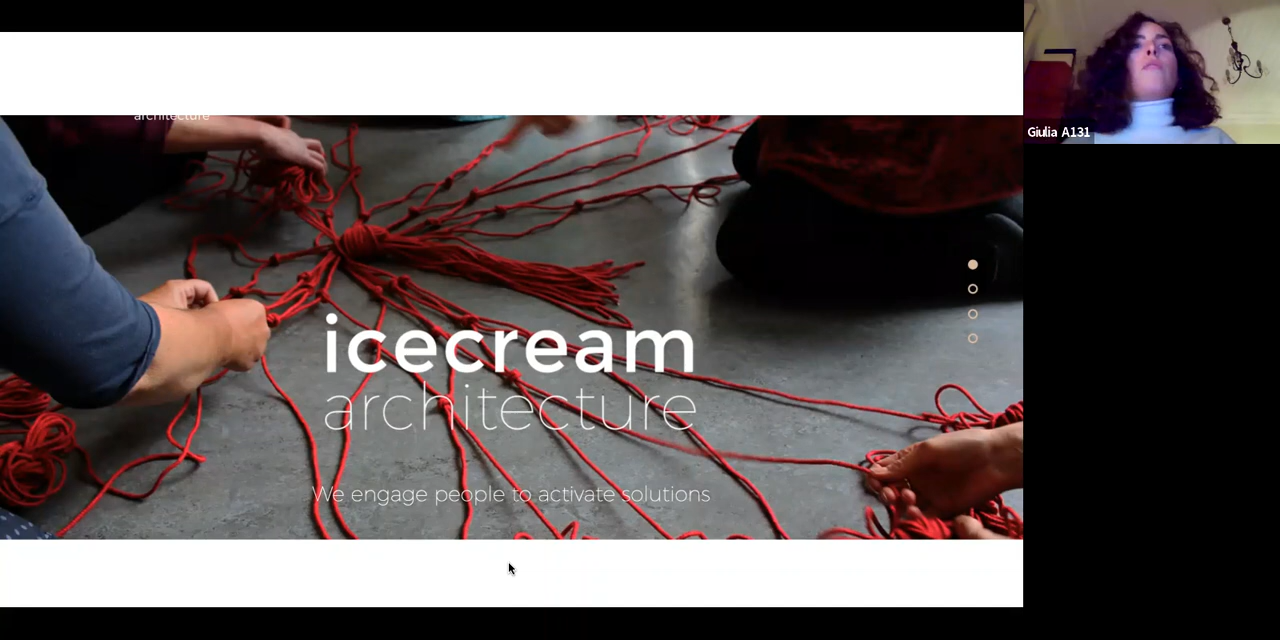 architecture
Giulia A131
icecream
architecture
We engage people to activate solutions